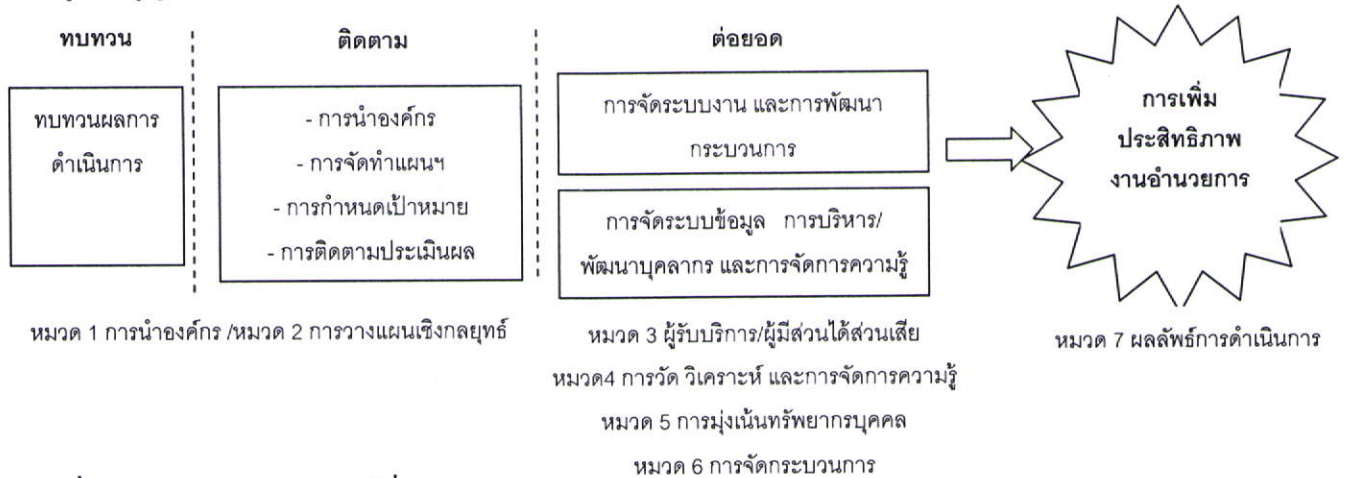 ทบทวน
ติดตาม
ต่อยอด
ทบทวนผลการ
ดำเนินการ
- การนำองค์กร
- การจัดทำแผนฯ
- การกำหนดเป้าหมาย
- การติดตามประเมินผล
การจัดระบบงาน และการพัฒนา
กระบวนการ
การจัดระบบข้อมูล การบริหาร/
พัฒนาบุคลากร และการจัดการความรู้
การเพิ่ม
ประสิทธิภาพ
งานอำนวยการ
หมวด 1 การนำองค์กร /หมวด 2 การวางแผนเชิงกลยุทธ์
หมวด 3 ผู้รับบริการ/ผู้มีส่วนได้ส่วนเสีย
หมวด4 การวัด วิเคราะห์ และการจัดการความรู้
หมวด 5 การมุ่งเน้นทรัพยากรบุคคล
หมวด 6 การจัดกระบวนการ
หมวด 7 ผลลัพธ์การดำเนินการ